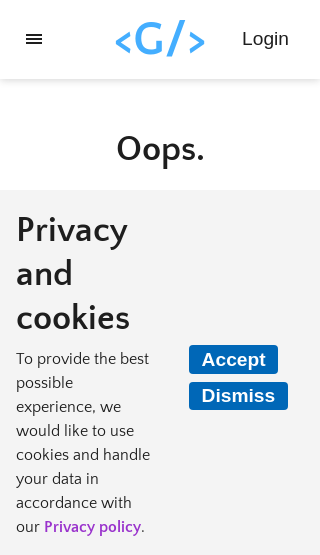 <G/>
Login
Oops.
Privacy
and
cookies
To provide the best
possible
experience, we
would like to use
cookies and handle
your data in
accordance with
our Privacy policy.
Accept
Dismiss